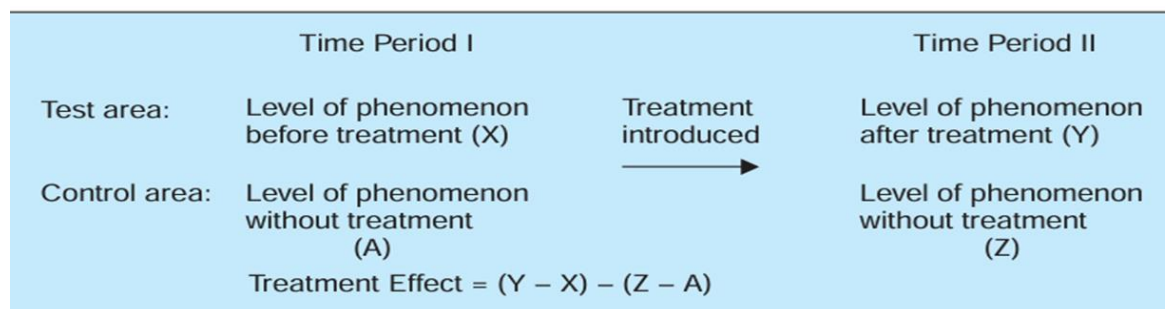 Time Period I Time Period II
Test area: Level of phenomenon Treatment Level of phenomenon
before treatment (X) introduced after treatment (Y)
Control area: Level of phenomenon Level of phenomenon
without treatment without treatment
(A) (Z)
Treatment Effect = (Y – X) – (Z – A)